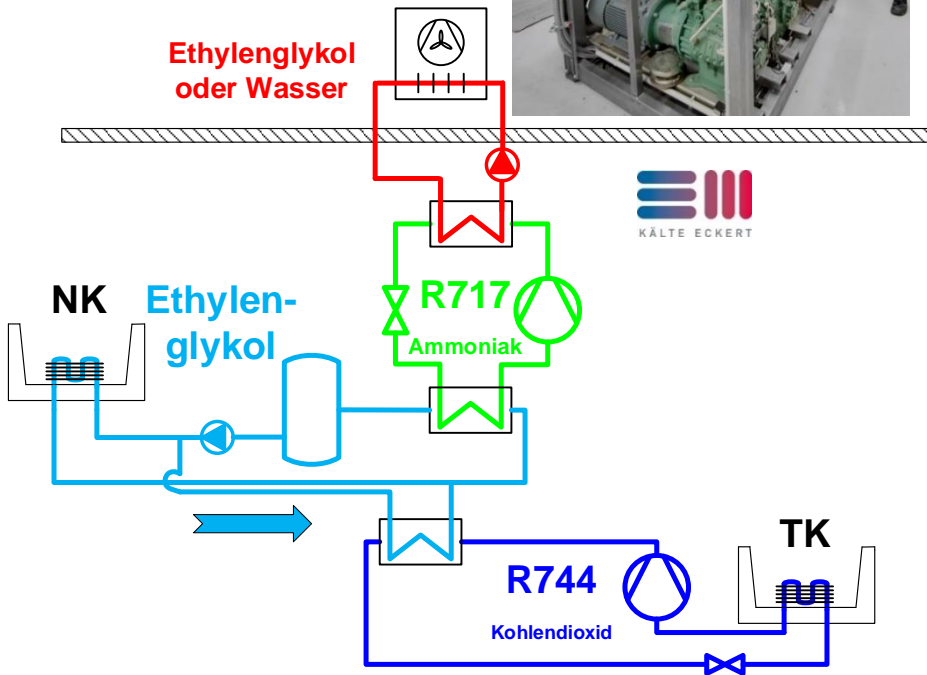 Ethylenglykol
oder Wasser
KÄLTE ECKERT
NK
Ethylen-
glykol
R717
Ammoniak
TK
R744
Kohlendioxid